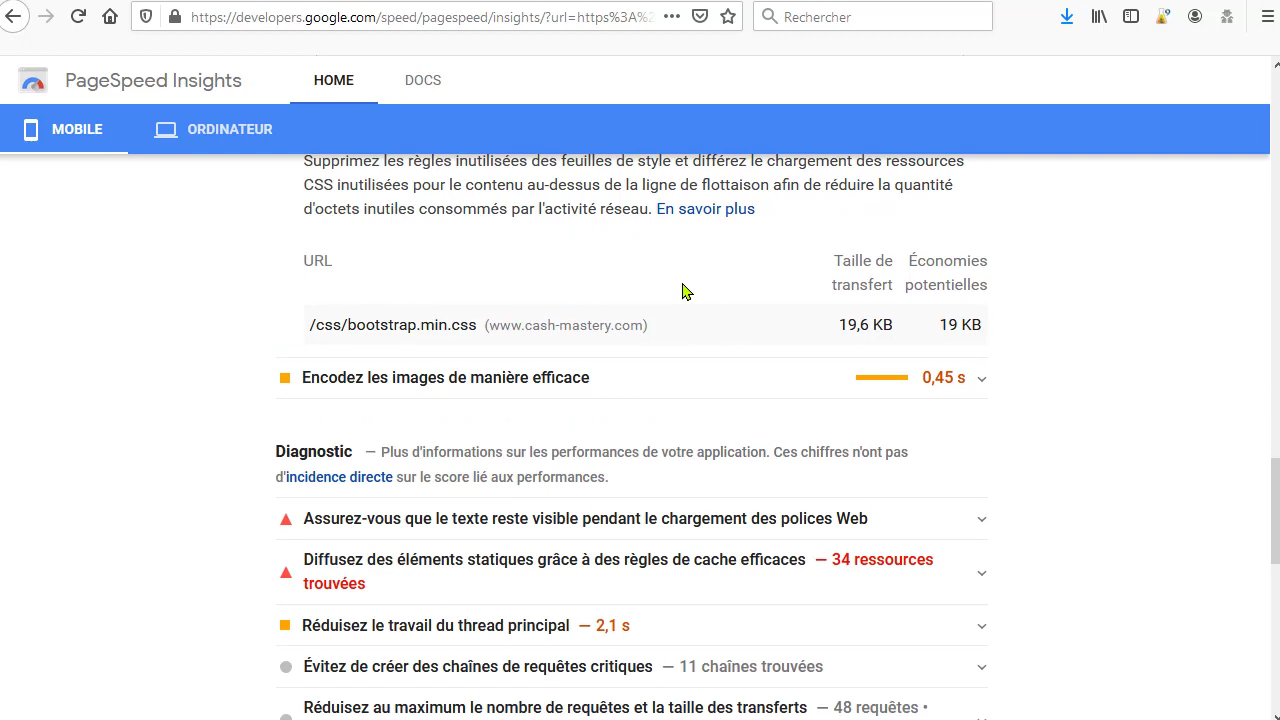 https://developers.google.com/speed/pagespeed/insights/?url=https%3A%2
Rechercher
PageSpeed Insights
HOME
DOCS
MOBILE
ORDINATEUR
Supprimez les règles inutilisées des feuilles de style et différez le chargement des ressources
CSS inutilisées pour le contenu au-dessus de la ligne de flottaison afin de réduire la quantité
d'octets inutiles consommés par l'activité réseau. En savoir plus
URL
Taille de transfert
Économies potentielles
/css/bootstrap.min.css (www.cash-mastery.com) 19,6 KB 19 KB
Encodez les images de manière efficace 0,45 s
Diagnostic — Plus d'informations sur les performances de votre application. Ces chiffres n'ont pas
d'incidence directe sur le score lié aux performances.
Assurez-vous que le texte reste visible pendant le chargement des polices Web
Diffusez des éléments statiques grâce à des règles de cache efficaces — 34 ressources
trouvées
Réduisez le travail du thread principal — 2,1 s
Évitez de créer des chaînes de requêtes critiques — 11 chaînes trouvées
Réduisez au maximum le nombre de requêtes et la taille des transferts — 48 requêtes •